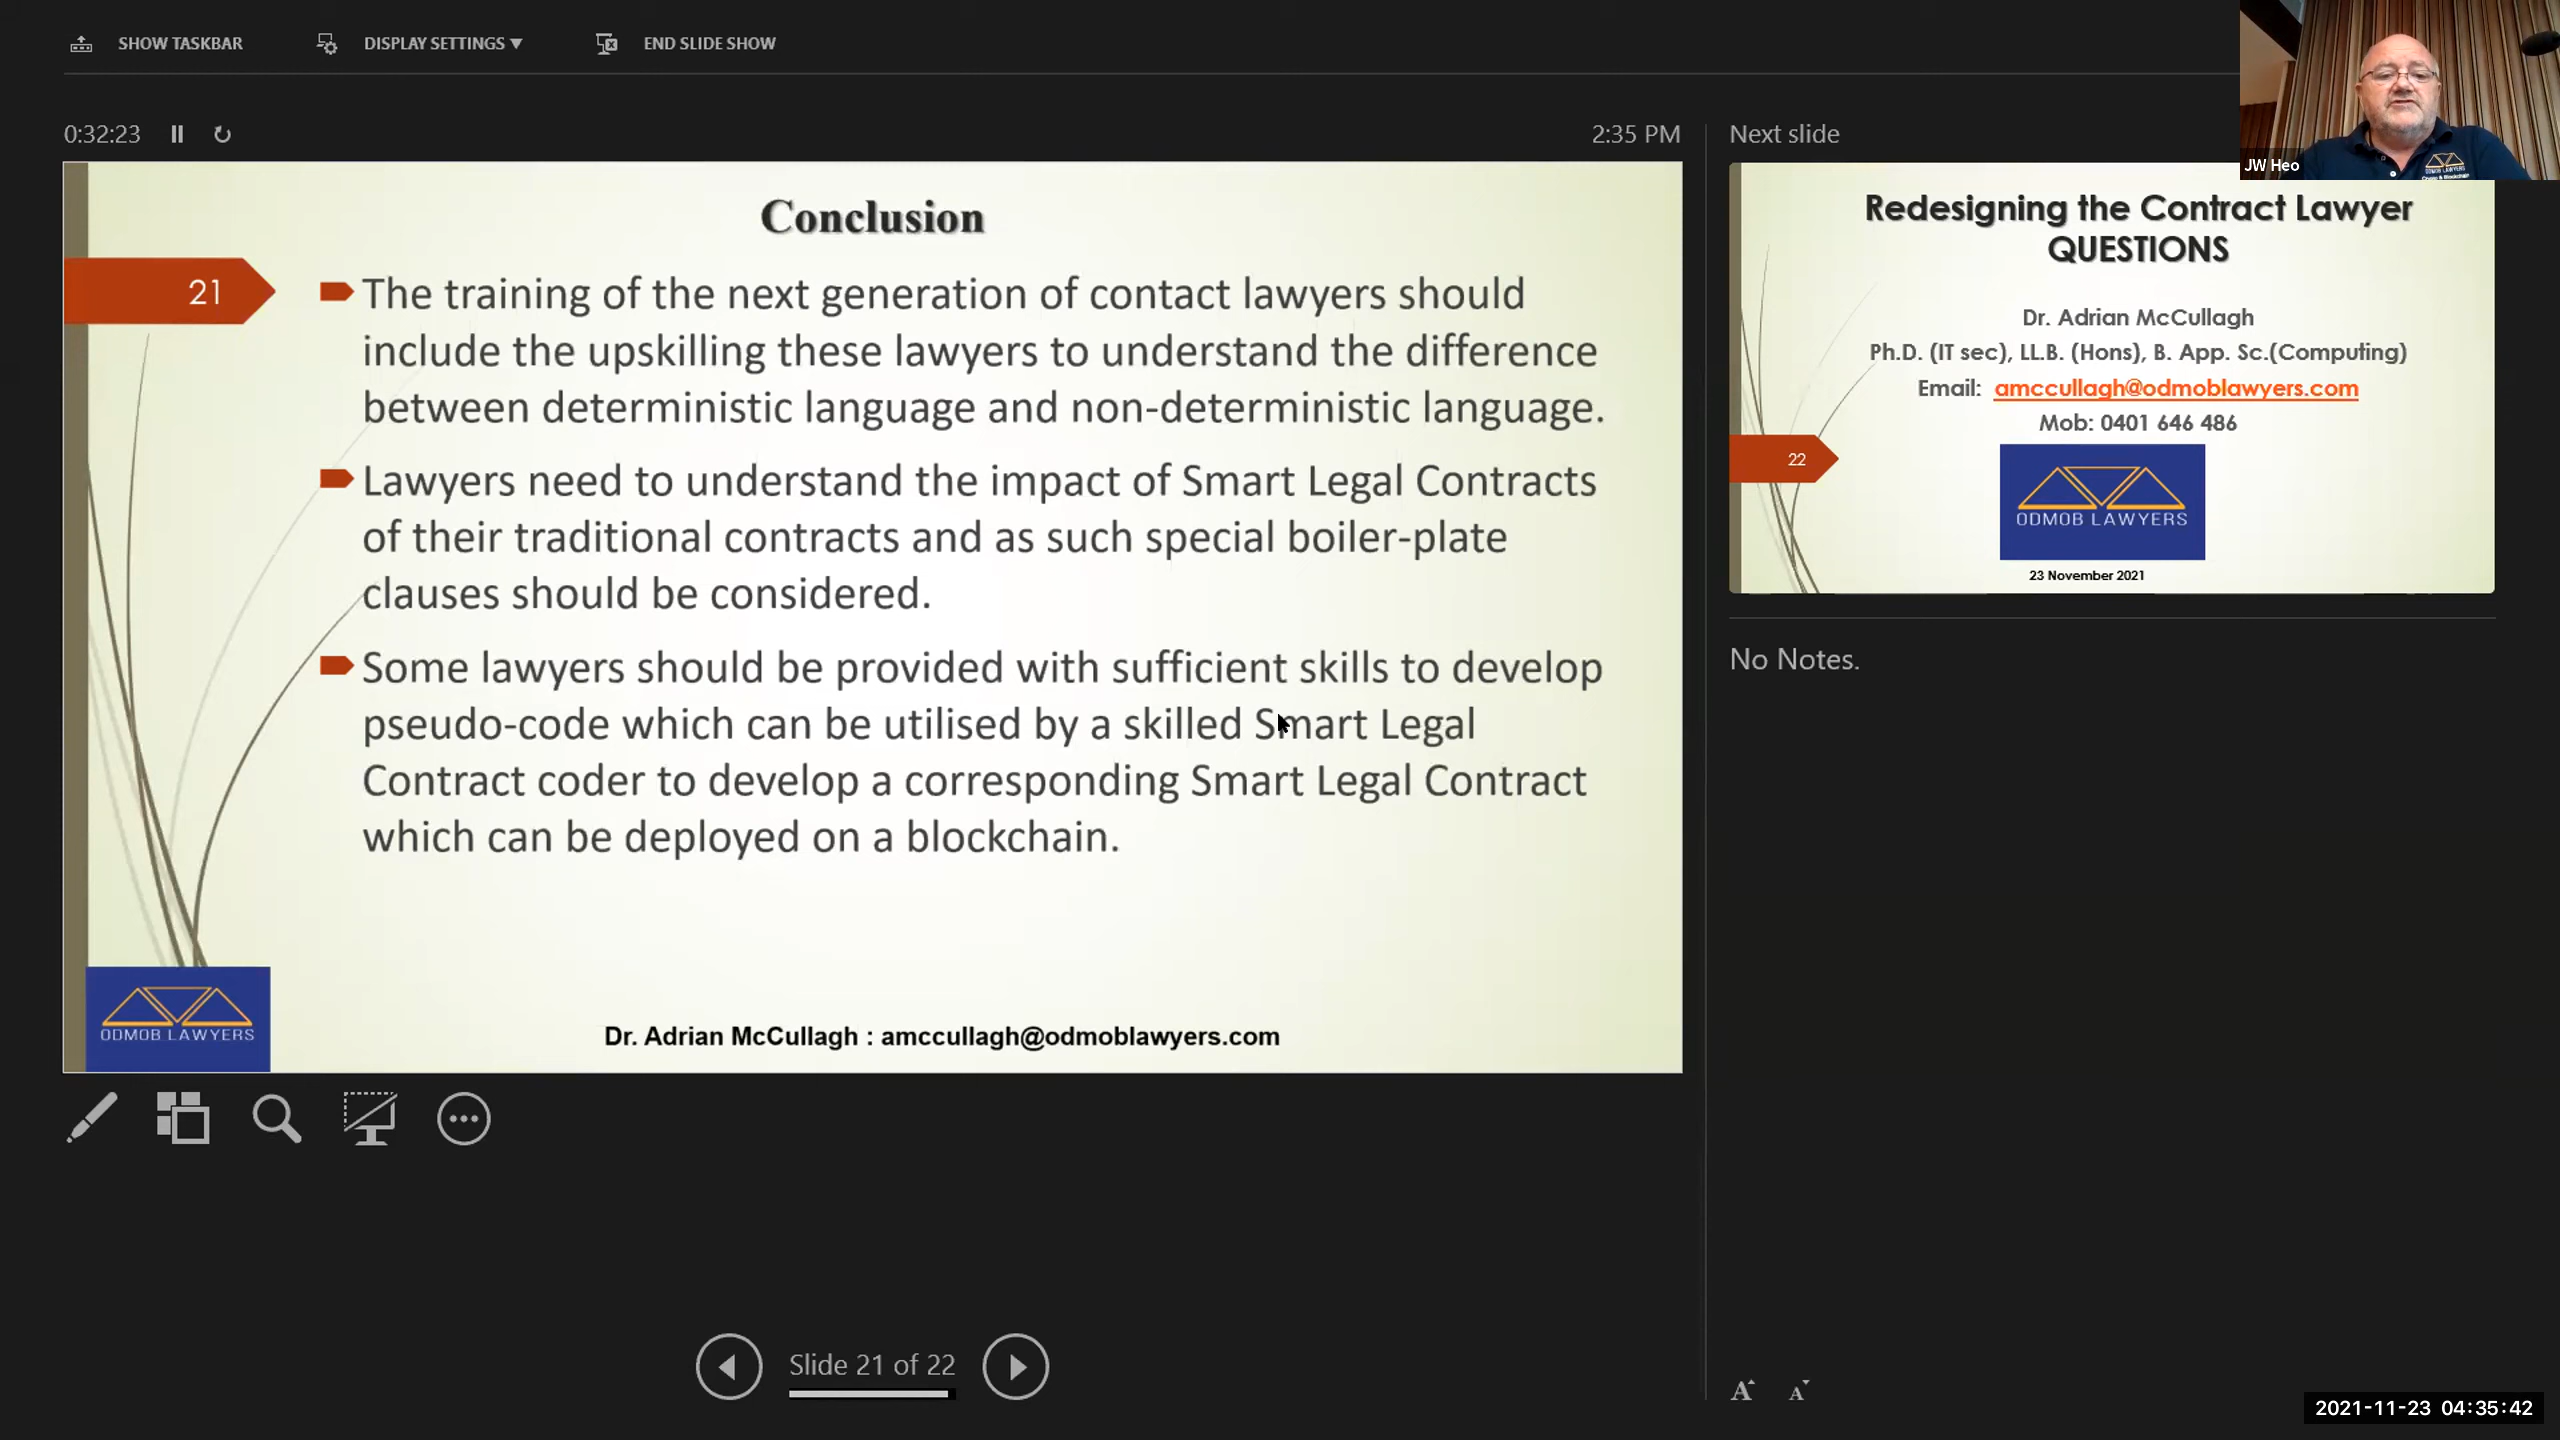 SHOW TASKBAR
DISPLAY SETTINGS ▼
END SLIDE SHOW
0:32:23
2:35 PM
Conclusion
21
The training of the next generation of contact lawyers should
include the upskilling these lawyers to understand the difference
between deterministic language and non-deterministic language.
Lawyers need to understand the impact of Smart Legal Contracts
of their traditional contracts and as such special boiler-plate
clauses should be considered.
Some lawyers should be provided with sufficient skills to develop
pseudo-code which can be utilised by a skilled Smart Legal
Contract coder to develop a corresponding Smart Legal Contract
which can be deployed on a blockchain.
ODMOB LAWYERS
Dr. Adrian McCullagh : amccullagh@odmoblawyers.com
Slide 21 of 22
Next slide
JW Heo
ODMOB LAWYERS
Redesigning the Contract Lawyer
QUESTIONS
Dr. Adrian McCullagh
Ph.D. (IT sec), LL.B. (Hons), B. App. Sc.(Computing)
Email: amccullagh@odmoblawyers.com
Mob: 0401 646 486
22
ODMOB LAWYERS
23 November 2021
No Notes.
A A
2021-11-23 04:35:42